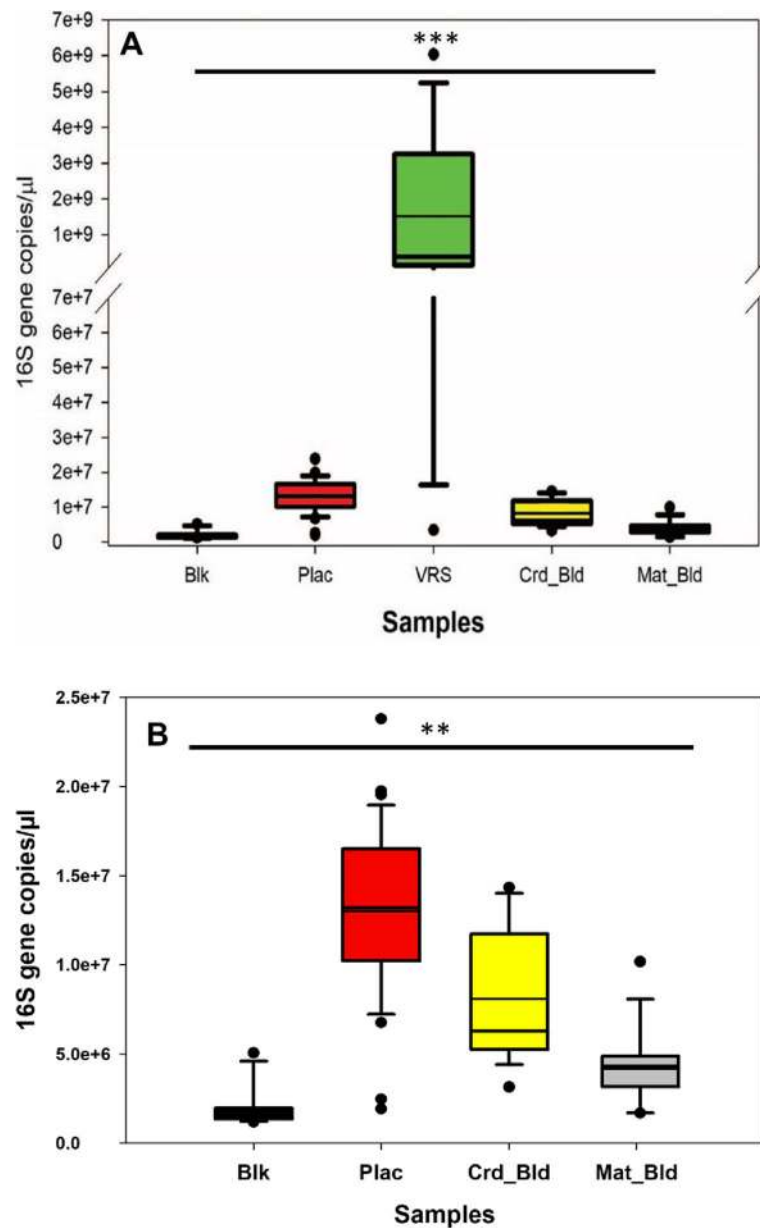 A
***
16S gene copies/µl
7e+9
6e+9
5e+9
4e+9
3e+9
2e+9
1e+9
7e+7
6e+7
5e+7
4e+7
3e+7
2e+7
1e+7
0
Blk Plac VRS Crd_Bld Mat_Bld
Samples
B
**
16S gene copies/µl
2.5e+7
2.0e+7
1.5e+7
1.0e+7
5.0e+6
0.0
Blk Plac Crd_Bld Mat_Bld
Samples